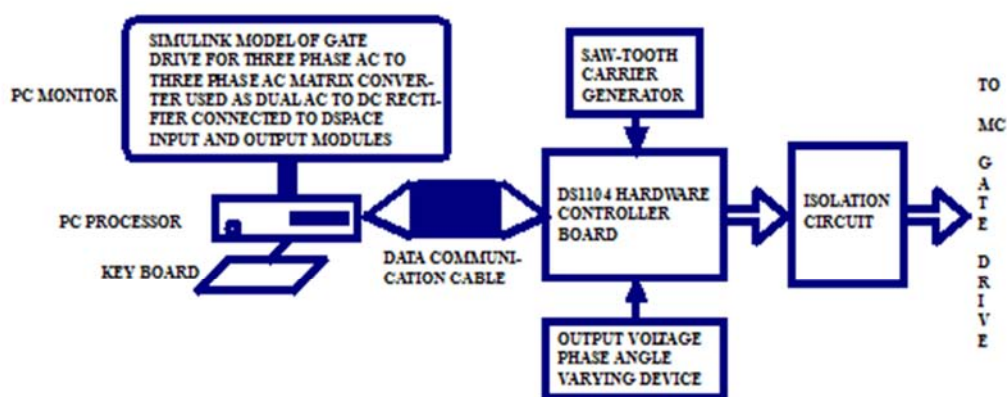 SIMULINK MODEL OF GATE
DRIVE FOR THREE PHASE AC TO
THREE PHASE AC MATRIX CONVER-
TER USED AS DUAL AC TO DC RECTI-
FIER CONNECTED TO DSPACE
INPUT AND OUTPUT MODULES
PC MONITOR
SAW-TOOTH
CARRIER
GENERATOR
PC PROCESSOR
KEY BOARD
DATA COMMUNI-
CATION CABLE
DS1104 HARDWARE
CONTROLLER
BOARD
OUTPUT VOLTAGE
PHASE ANGLE
VARYING DEVICE
ISOLATION
CIRCUIT
TO
MC
G
A
T
E
D
R
I
V
E